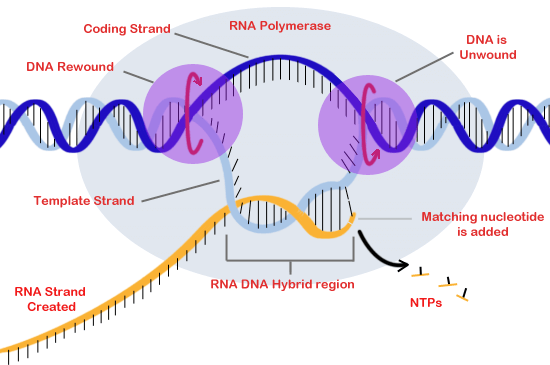 Coding Strand
RNA Polymerase
DNA is
Unwound
DNA Rewound
Template Strand
Matching nucleotide
is added
RNA DNA Hybrid region
RNA Strand
Created
NTPs